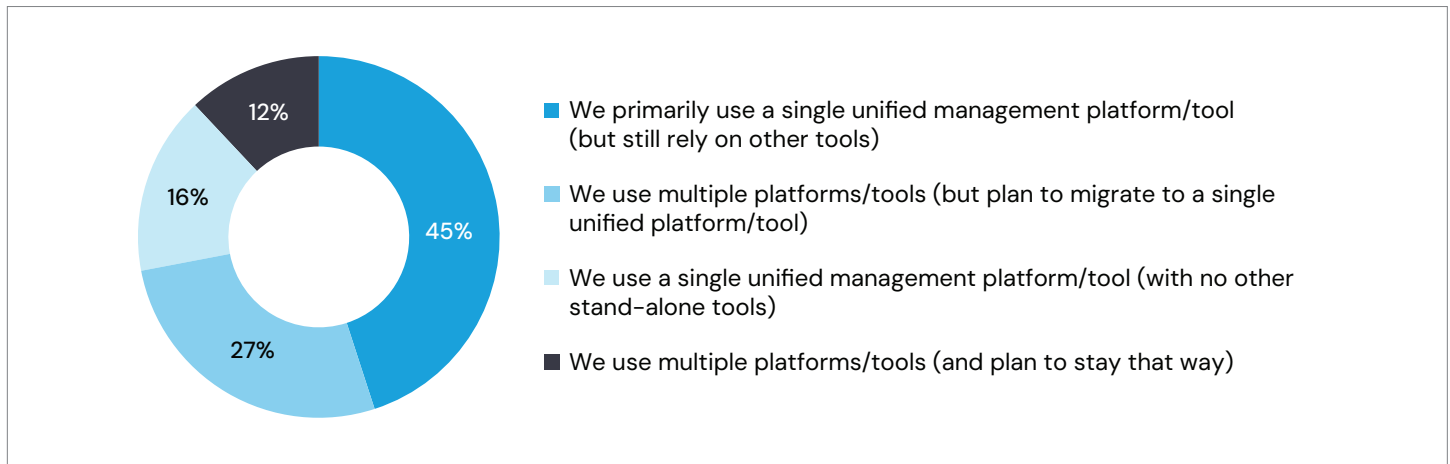 12%
45%
16%
27%
We primarily use a single unified management platform/tool
(but still rely on other tools)
We use multiple platforms/tools (but plan to migrate to a single
unified platform/tool)
We use a single unified management platform/tool (with no other
stand-alone tools)
We use multiple platforms/tools (and plan to stay that way)